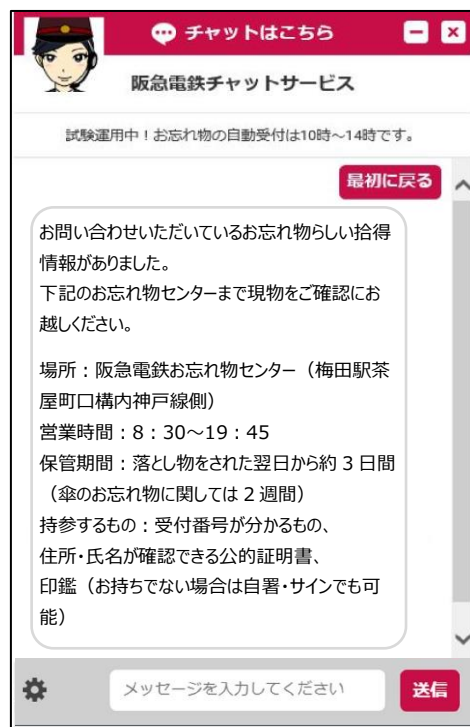 チャットはこちら
阪急電鉄チャットサービス
試験運用中！お忘れ物の自動受付は10時～14時です。
最初に戻る
お問い合わせいただいているお忘れ物らしい拾得
情報がありました。
下記のお忘れ物センターまで現物をご確認にお
越しください。
場所：阪急電鉄お忘れ物センター（梅田駅茶
屋町口構内神戸線側）
営業時間：8：30～19：45
保管期間：落とし物をされた翌日から約 3 日間
（傘のお忘れ物に関しては 2 週間）
持参するもの：受付番号が分かるもの、
住所・氏名が確認できる公的証明書、
印鑑（お持ちでない場合は自署・サインでも可
能）
メッセージを入力してください
送信